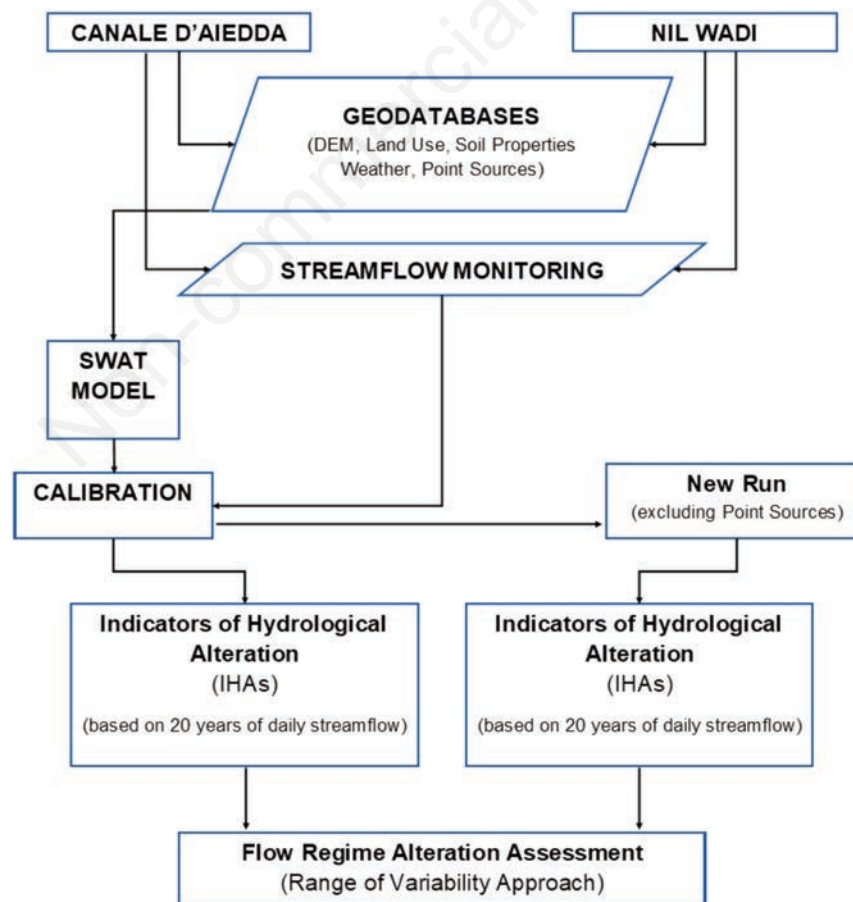 CANALE D'AIEDDA
NIL WADI
GEODATABASES
(DEM, Land Use, Soil Properties
Weather, Point Sources)
STREAMFLOW MONITORING
SWAT
MODEL
CALIBRATION
New Run
(excluding Point Sources)
Indicators of Hydrological
Alteration
(IHAs)
(based on 20 years of daily streamflow)
Indicators of Hydrological
Alteration
(IHAs)
(based on 20 years of daily streamflow)
Flow Regime Alteration Assessment
(Range of Variability Approach)
Non-commercial